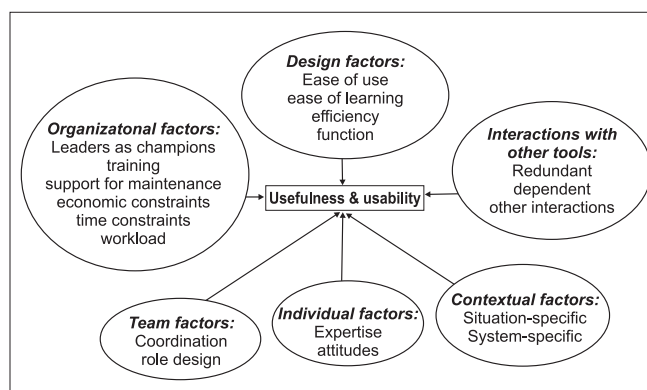 Design factors:
Ease of use
ease of learning
efficiency
function
Organizatonal factors:
Leaders as champions
training
support for maintenance
economic constraints
time constraints
workload
Interactions with
other tools:
Redundant
dependent
other interactions
Usefulness & usability
Team factors:
Coordination
role design
Individual factors:
Expertise
attitudes
Contextual factors:
Situation-specific
System-specific